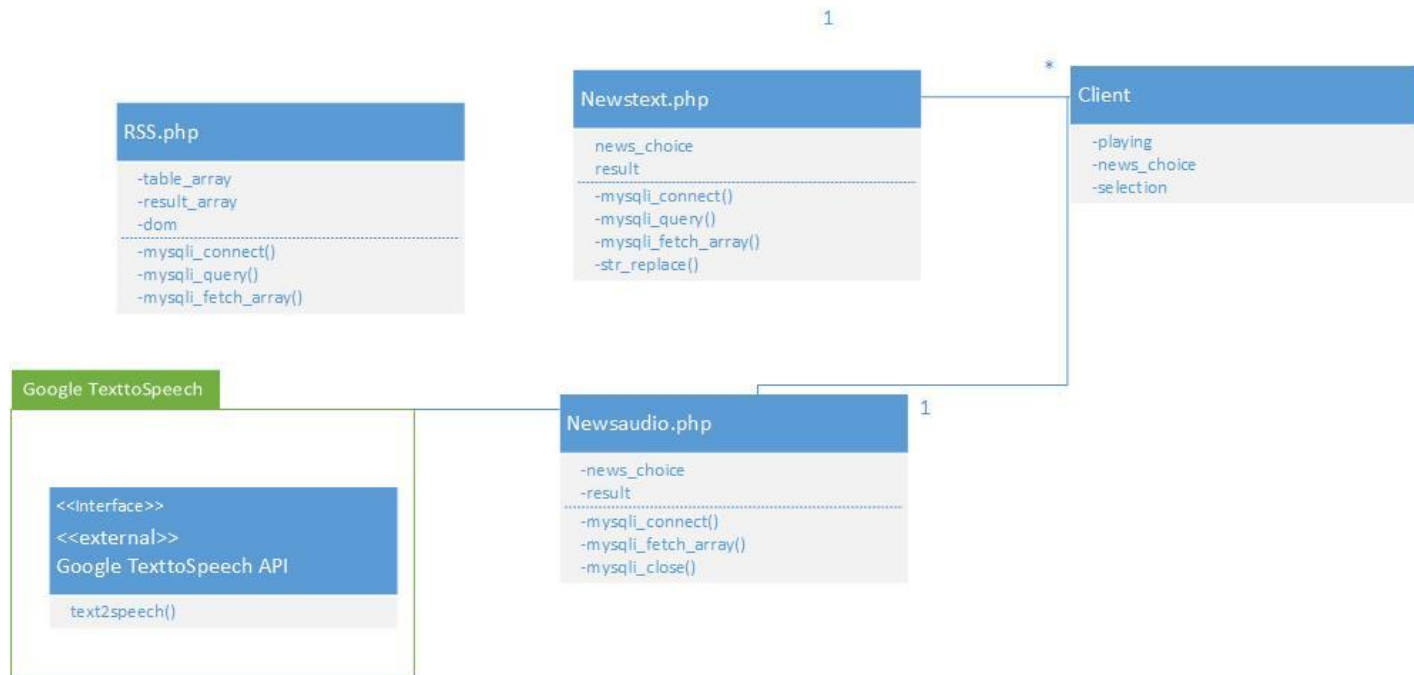 1
*
RSS.php
-table_array
-result_array
-dom
-mysqli_connect()
-mysqli_query()
-mysqli_fetch_array()
Newstext.php
news_choice
result
-mysqli_connect()
-mysqli_query()
-mysqli_fetch_array()
-str_replace()
Client
-playing
-news_choice
-selection
Google TexttoSpeech
<<Interface>>
<<external>>
Google TexttoSpeech API
text2speech()
Newsaudio.php
-news_choice
-result
-mysqli_connect()
-mysqli_fetch_array()
-mysqli_close()
1